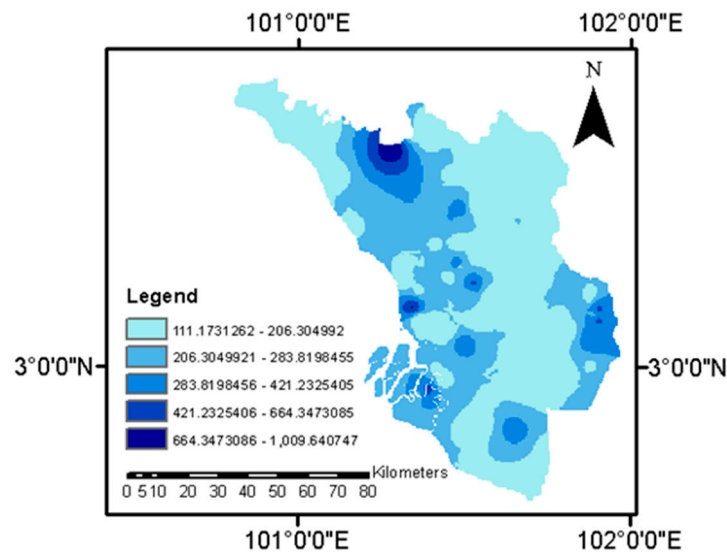 101°0'0"E 102°0'0"E
N
Legend
111.1731262 - 206.304992
206.3049921 - 283.8198455
283.8198456 - 421.2325405
421.2325406 - 664.3473085
664.3473086 - 1,009.640747
3°0'0"N 3°0'0"N
Kilometers
0 5 10 20 30 40 50 60 70 80
101°0'0"E 102°0'0"E